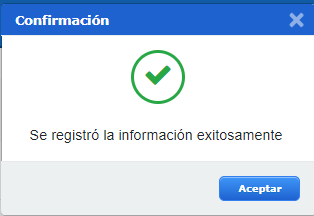 Confirmación
Se registró la información exitosamente
Aceptar